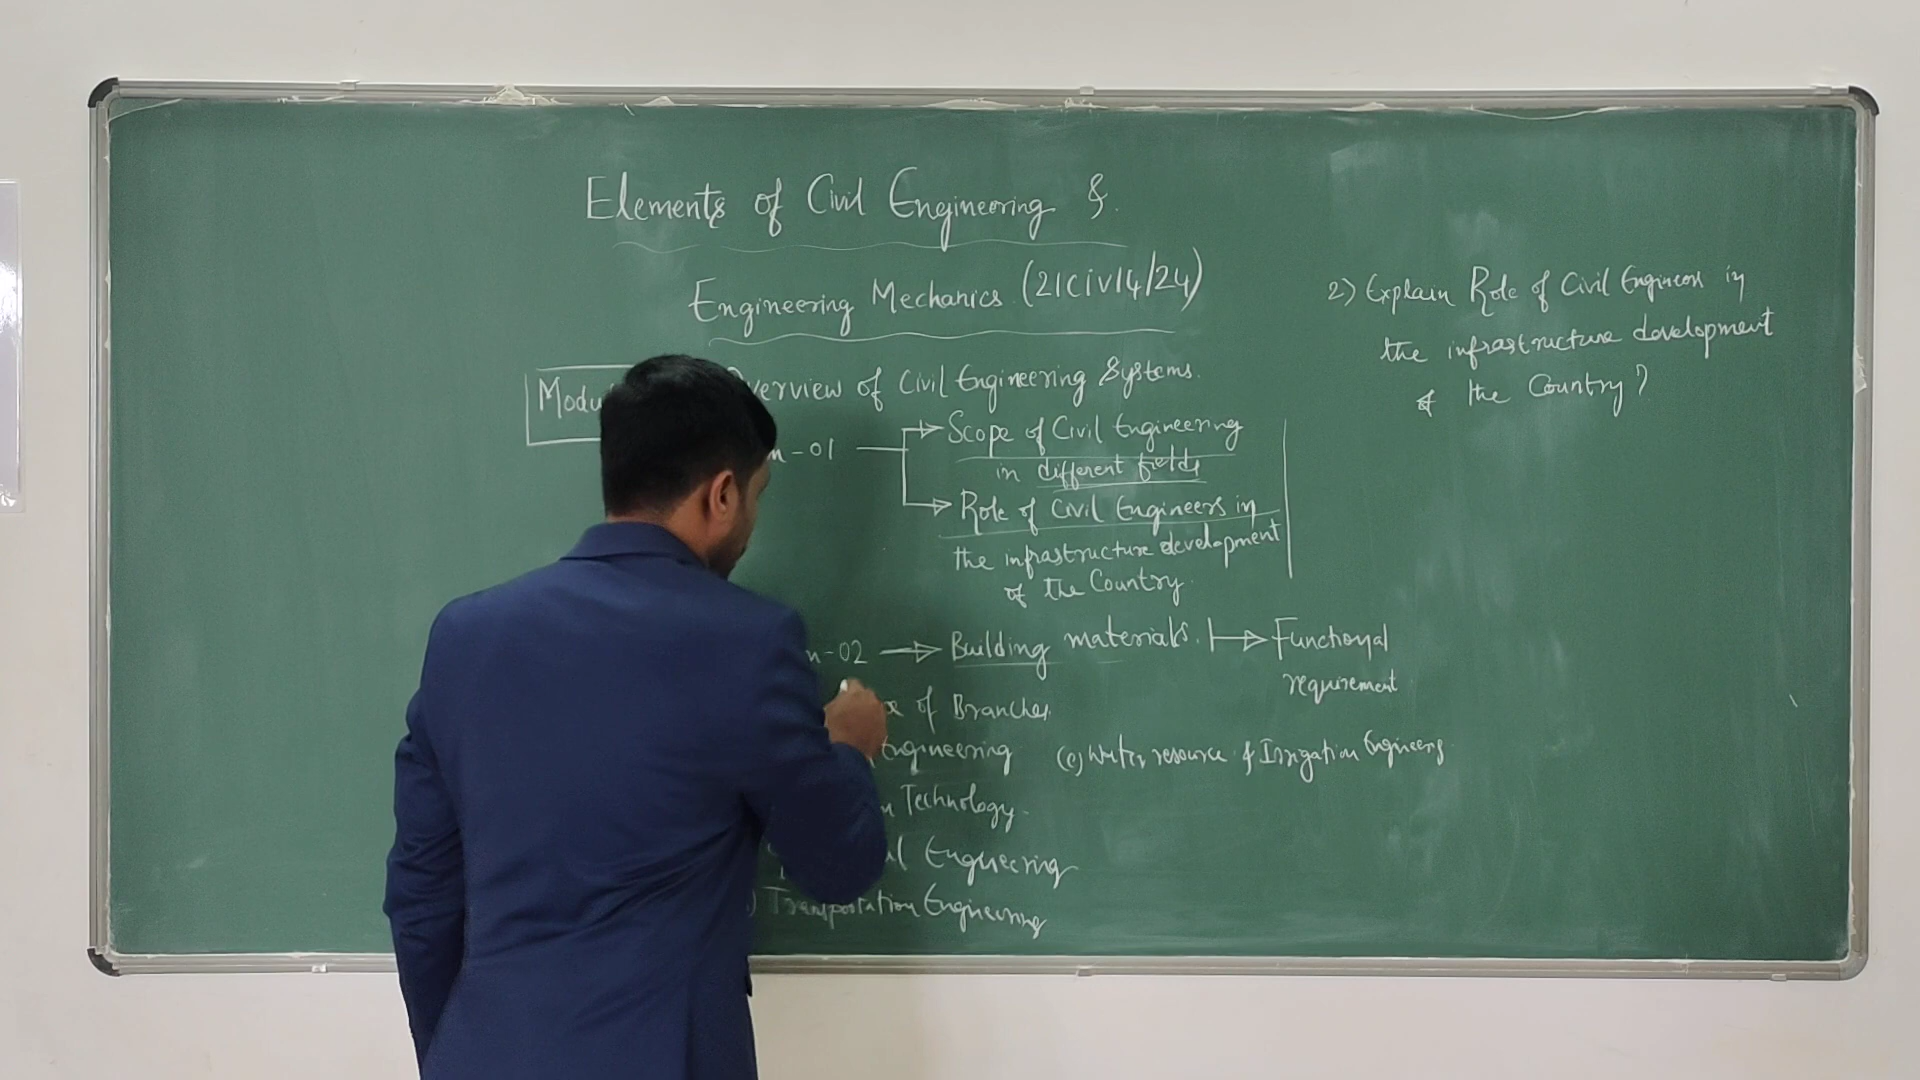 Elements of Civil Engineering &
Engineering Mechanics (21CIV14/24)
Overview of Civil Engineering Systems.
-01
Scope of Civil Engineering
in different fields
Role of Civil Engineers in
the infrastructure development
of the Country.
-02 Building materials. Functional
requirement
of Branches
Engineering (e) Water resource & Irrigation Engineerg
Technology.
Engineering
Transportation Engineering
2) Explain Role of Civil Engineers in
the infrastructure development
of the Country?